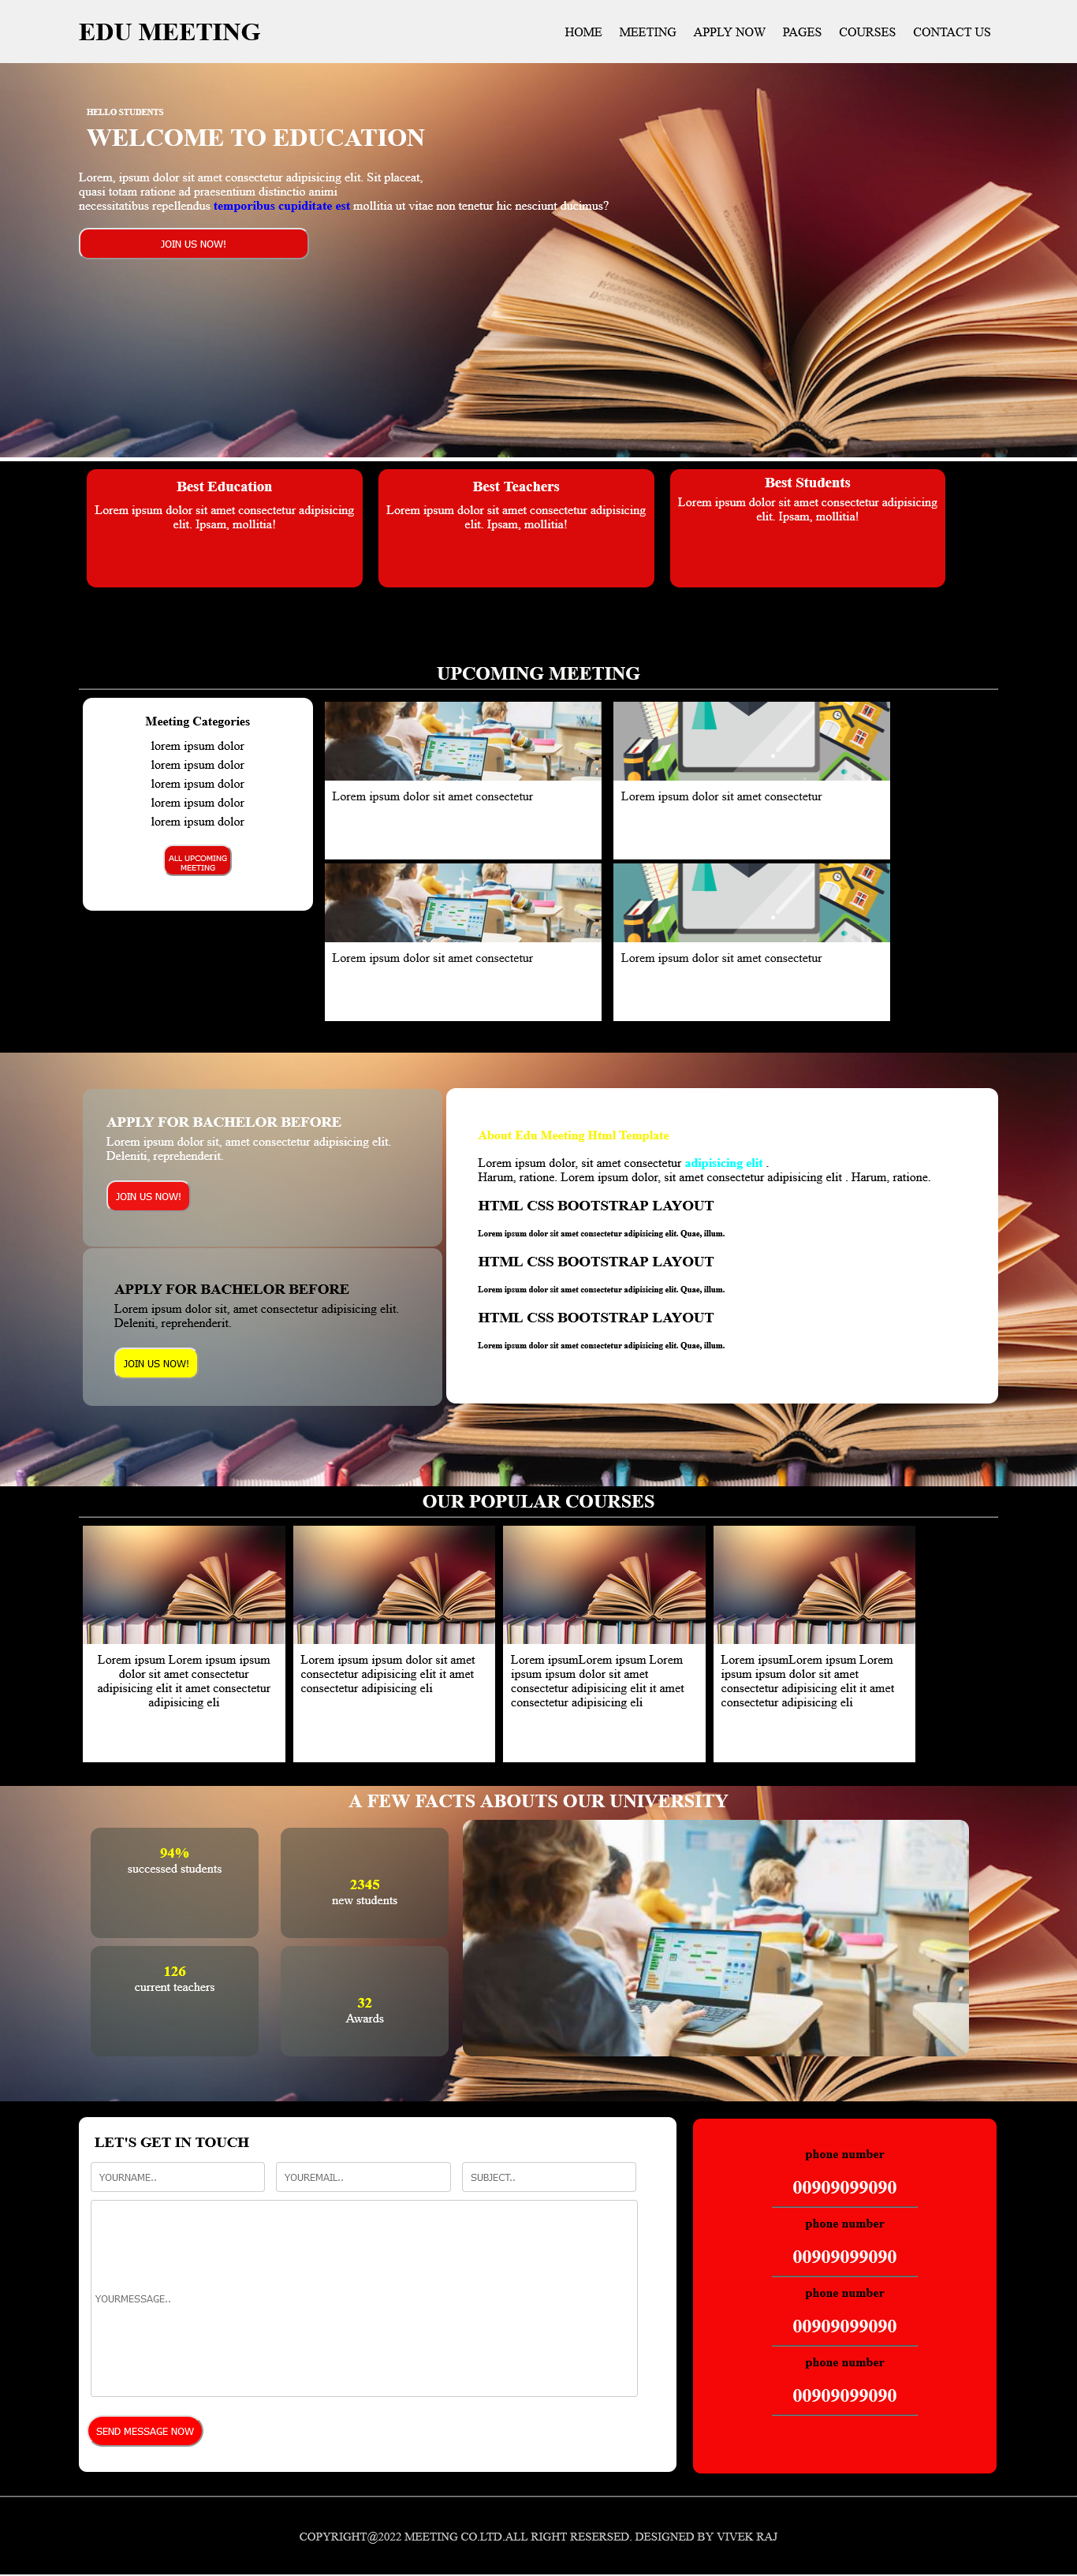 EDU MEETING
HOME MEETING APPLY NOW PAGES COURSES CONTACT US
HELLO STUDENTS
WELCOME TO EDUCATION
Lorem, ipsum dolor sit amet consectetur adipisicing elit. Sit placeat,
quasi totam ratione ad praesentium distinctio animi
necessitatibus repellendus temporibus cupiditate est mollitia ut vitae non tenetur hic nesciunt ducimus?
JOIN US NOW!
Best Education
Lorem ipsum dolor sit amet consectetur adipisicing
elit. Ipsam, mollitia!
Best Teachers
Lorem ipsum dolor sit amet consectetur adipisicing
elit. Ipsam, mollitia!
Best Students
Lorem ipsum dolor sit amet consectetur adipisicing
elit. Ipsam, mollitia!
UPCOMING MEETING
Meeting Categories
lorem ipsum dolor
lorem ipsum dolor
lorem ipsum dolor
lorem ipsum dolor
lorem ipsum dolor
ALL UPCOMING
MEETING
Lorem ipsum dolor sit amet consectetur
Lorem ipsum dolor sit amet consectetur
Lorem ipsum dolor sit amet consectetur
Lorem ipsum dolor sit amet consectetur
APPLY FOR BACHELOR BEFORE
Lorem ipsum dolor sit, amet consectetur adipisicing elit.
Deleniti, reprehenderit.
JOIN US NOW!
APPLY FOR BACHELOR BEFORE
Lorem ipsum dolor sit, amet consectetur adipisicing elit.
Deleniti, reprehenderit.
JOIN US NOW!
About Edu Meeting Html Template
Lorem ipsum dolor, sit amet consectetur adipisicing elit .
Harum, ratione. Lorem ipsum dolor, sit amet consectetur adipisicing elit . Harum, ratione.
HTML CSS BOOTSTRAP LAYOUT
Lorem ipsum dolor sit amet consectetur adipisicing elit. Quae, illum.
HTML CSS BOOTSTRAP LAYOUT
Lorem ipsum dolor sit amet consectetur adipisicing elit. Quae, illum.
HTML CSS BOOTSTRAP LAYOUT
Lorem ipsum dolor sit amet consectetur adipisicing elit. Quae, illum.
OUR POPULAR COURSES
Lorem ipsum Lorem ipsum ipsum
dolor sit amet consectetur
adipisicing elit it amet consectetur
adipisicing eli
Lorem ipsum ipsum dolor sit amet
consectetur adipisicing elit it amet
consectetur adipisicing eli
Lorem ipsumLorem ipsum Lorem
ipsum ipsum dolor sit amet
consectetur adipisicing elit it amet
consectetur adipisicing eli
Lorem ipsumLorem ipsum Lorem
ipsum ipsum dolor sit amet
consectetur adipisicing elit it amet
consectetur adipisicing eli
A FEW FACTS ABOUTS OUR UNIVERSITY
94%
successed students
2345
new students
126
current teachers
32
Awards
LET'S GET IN TOUCH
YOURNAME.. YOUREMAIL.. SUBJECT..
YOURMESSAGE..
SEND MESSAGE NOW
phone number
00909099090
phone number
00909099090
phone number
00909099090
phone number
00909099090
COPYRIGHT@2022 MEETING CO.LTD.ALL RIGHT RESERSED. DESIGNED BY VIVEK RAJ